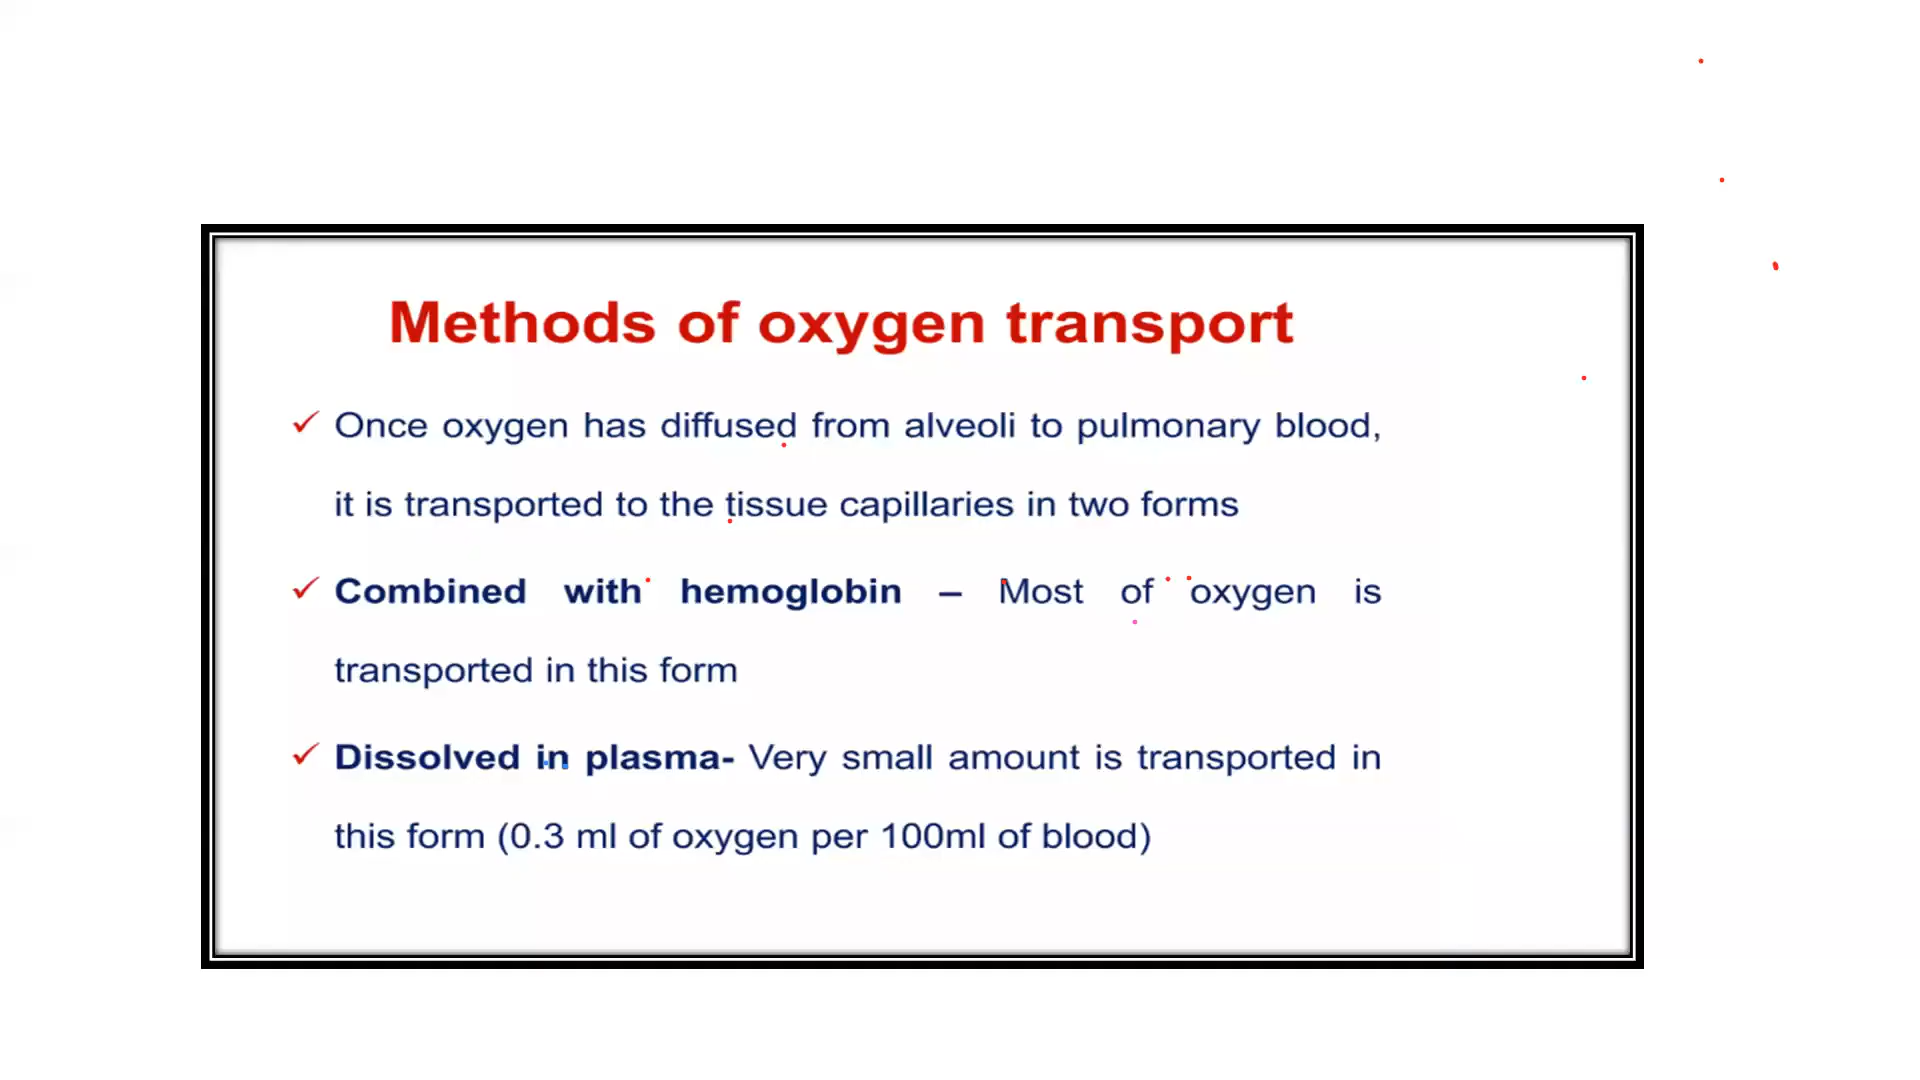 Methods of oxygen transport
✓ Once oxygen has diffused from alveoli to pulmonary blood,
it is transported to the tissue capillaries in two forms
✓ Combined with hemoglobin – Most of oxygen is
transported in this form
✓ Dissolved in plasma- Very small amount is transported in
this form (0.3 ml of oxygen per 100ml of blood)